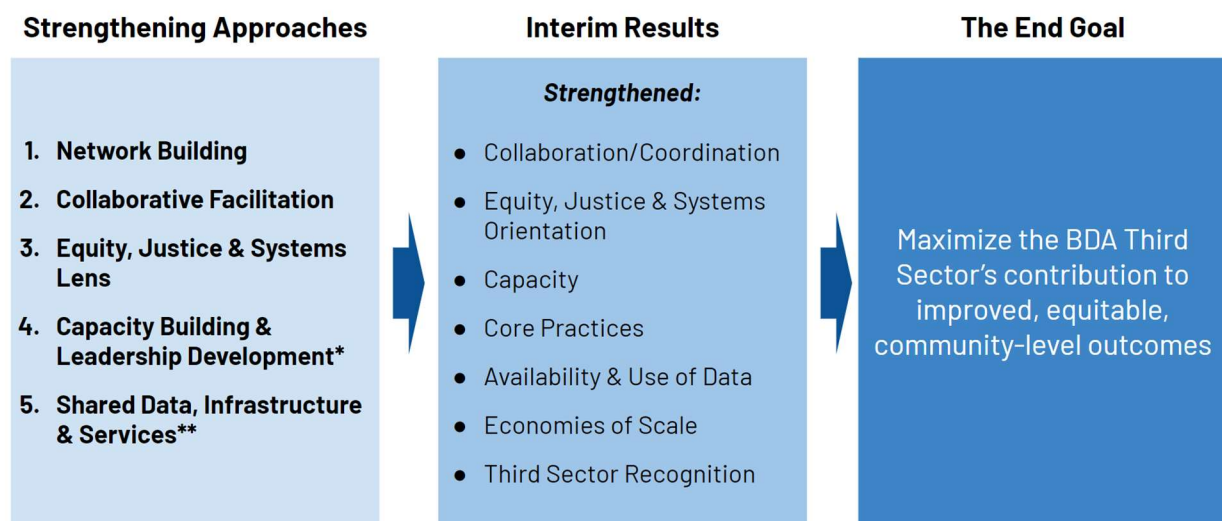 Strengthening Approaches
1. Network Building
2. Collaborative Facilitation
3. Equity, Justice & Systems
Lens
4. Capacity Building &
Leadership Development*
5. Shared Data, Infrastructure
& Services**
Interim Results
Strengthened:
● Collaboration/Coordination
● Equity, Justice & Systems
Orientation
● Capacity
● Core Practices
● Availability & Use of Data
● Economies of Scale
● Third Sector Recognition
The End Goal
Maximize the BDA Third
Sector's contribution to
improved, equitable,
community-level outcomes